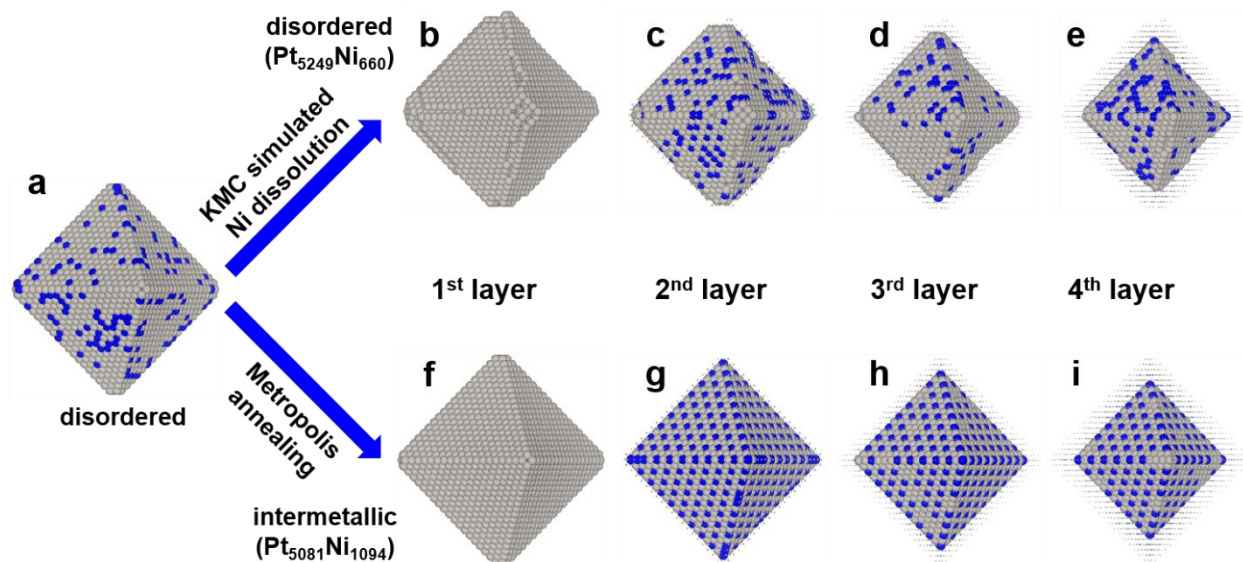 disordered
(Pt₅₂₄₉Ni₆₆₀)
b
c
d
e
KMC simulated
Ni dissolution
a
disordered
1ˢᵗ layer
2ⁿᵈ layer
3ʳᵈ layer
4ᵗʰ layer
Metropolis
annealing
f
g
h
i
intermetallic
(Pt₅₀₈₁Ni₁₀₉₄)